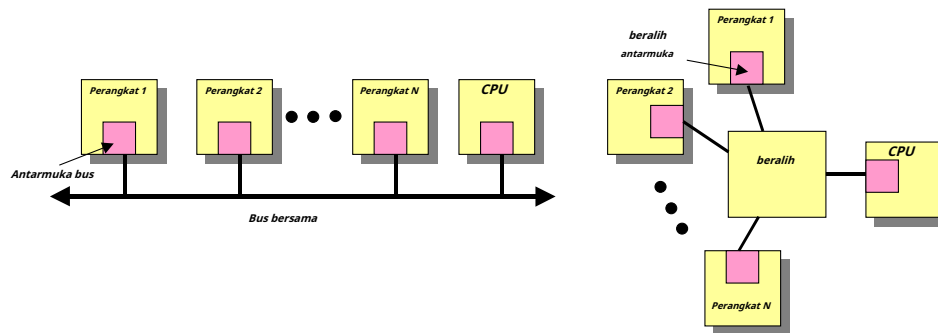 Perangkat 1
Perangkat 2
Perangkat N
CPU
Antarmuka bus
Bus bersama
beralih
antarmuka
Perangkat 1
Perangkat 2
beralih
CPU
Perangkat N